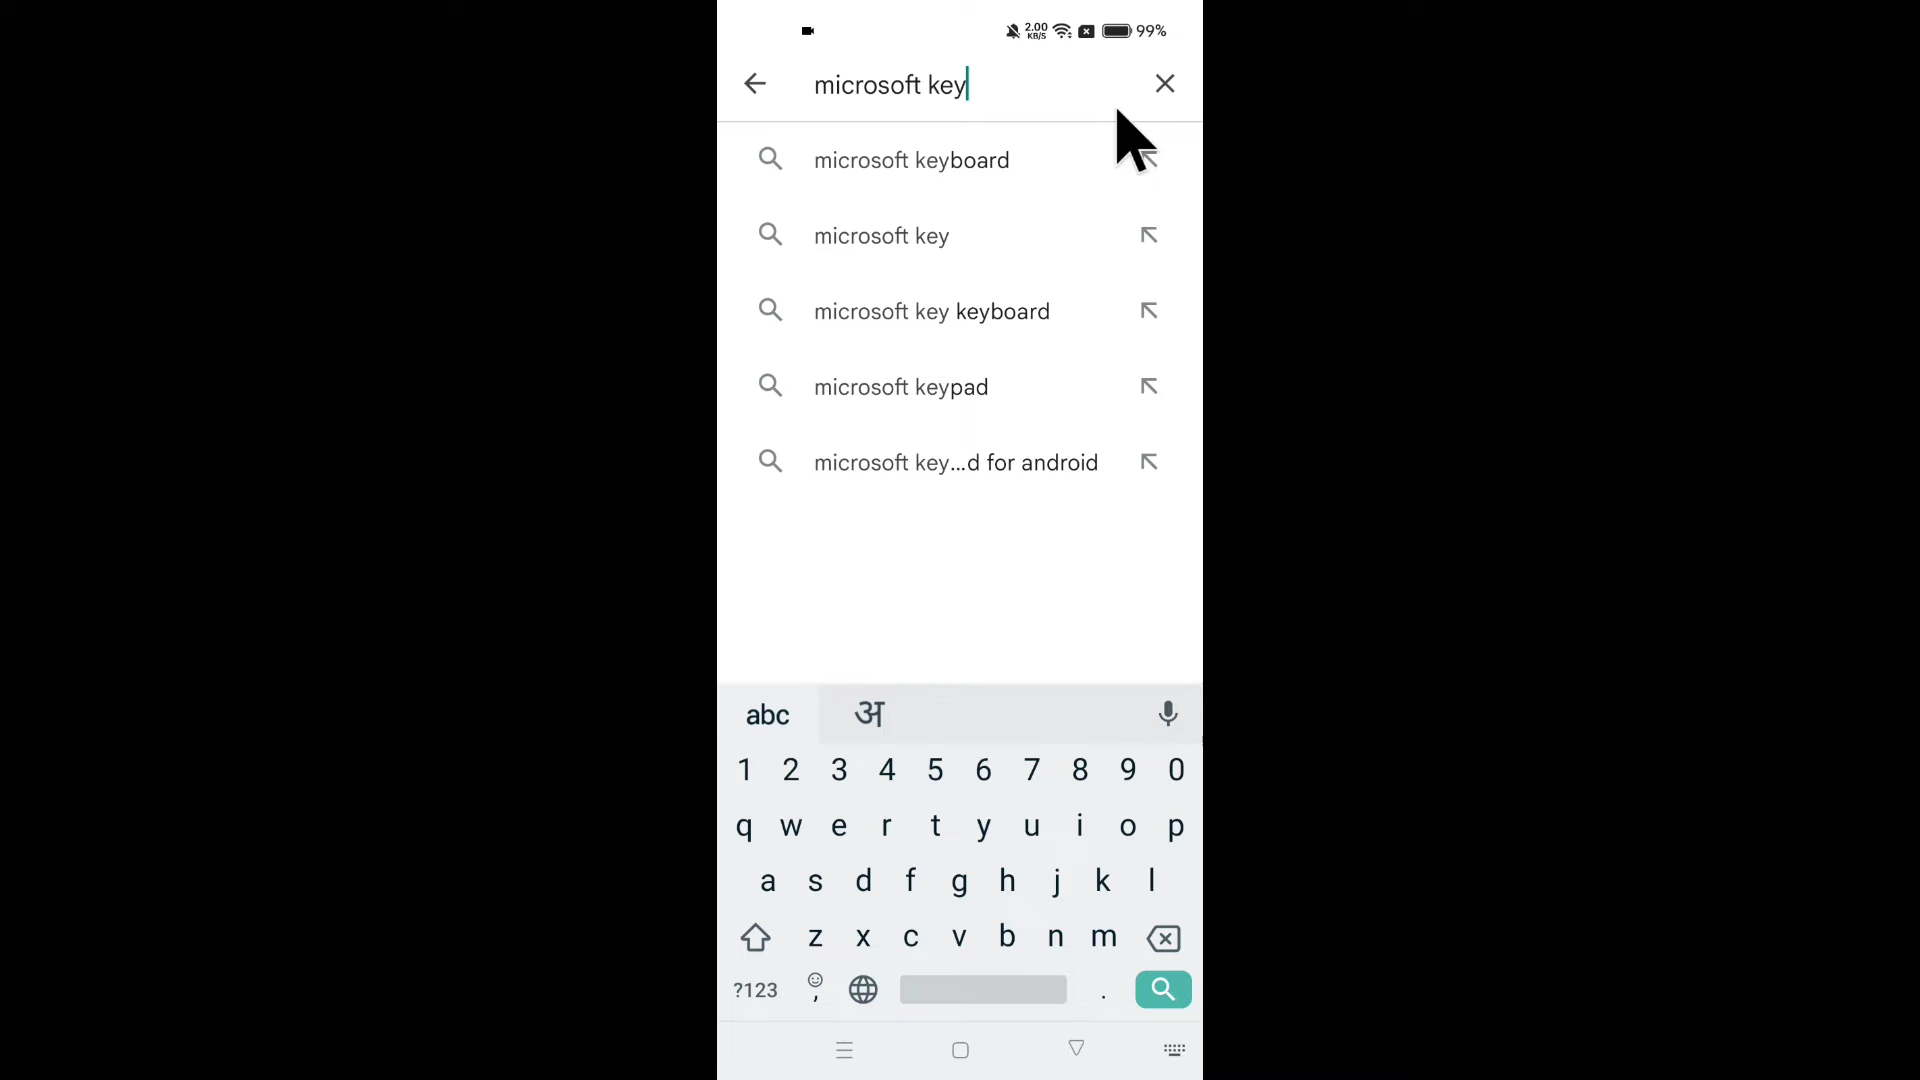 2.00
KB/S
99%
microsoft key
microsoft keyboard
microsoft key
microsoft key keyboard
microsoft keypad
microsoft key...d for android
abc अ
1 2 3 4 5 6 7 8 9 0
q w e r t y u i o p
a s d f g h j k l
z x c v b n m
?123 , .